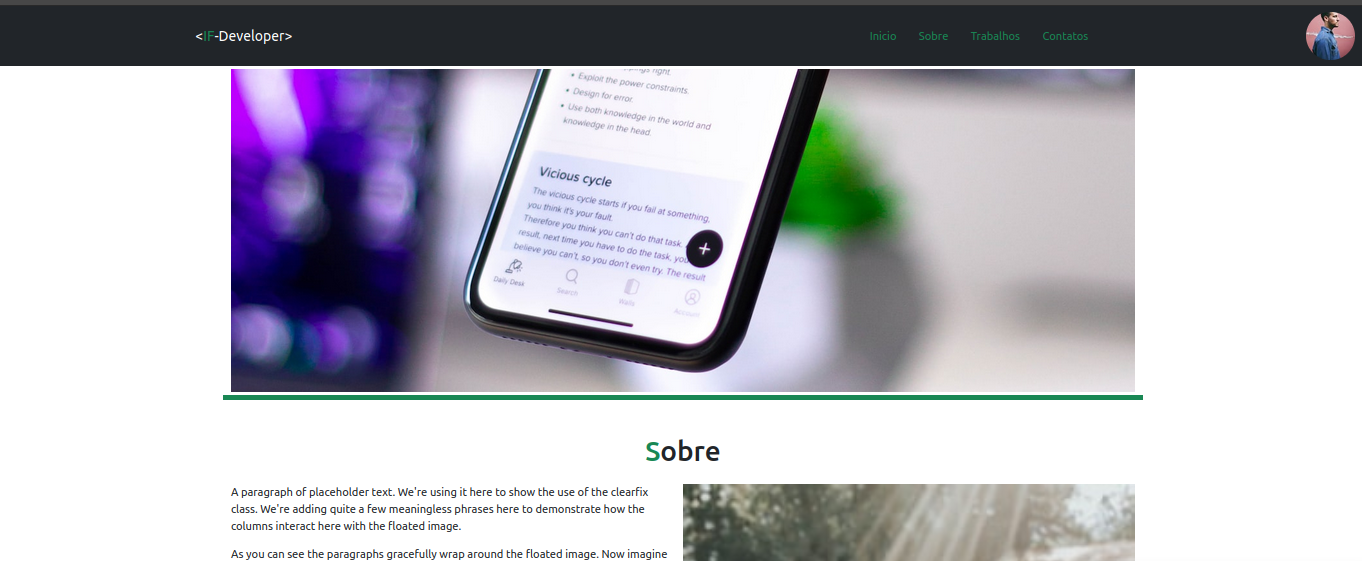 <IF-Developer>
Inicio Sobre Trabalhos Contatos
right.
Exploit the power constraints.
Design for error.
Use both knowledge in the world and
knowledge in the head.
Vicious cycle
The vicious cycle starts if you fail at something,
you think it's your fault.
Therefore you think you can't do that task.
result, next time you have to do the task, you
believe you can't, so you don't even try. The result
+
Daily Desk Search Walls Account
Sobre
A paragraph of placeholder text. We're using it here to show the use of the clearfix
class. We're adding quite a few meaningless phrases here to demonstrate how the
columns interact here with the floated image.
As you can see the paragraphs gracefully wrap around the floated image. Now imagine